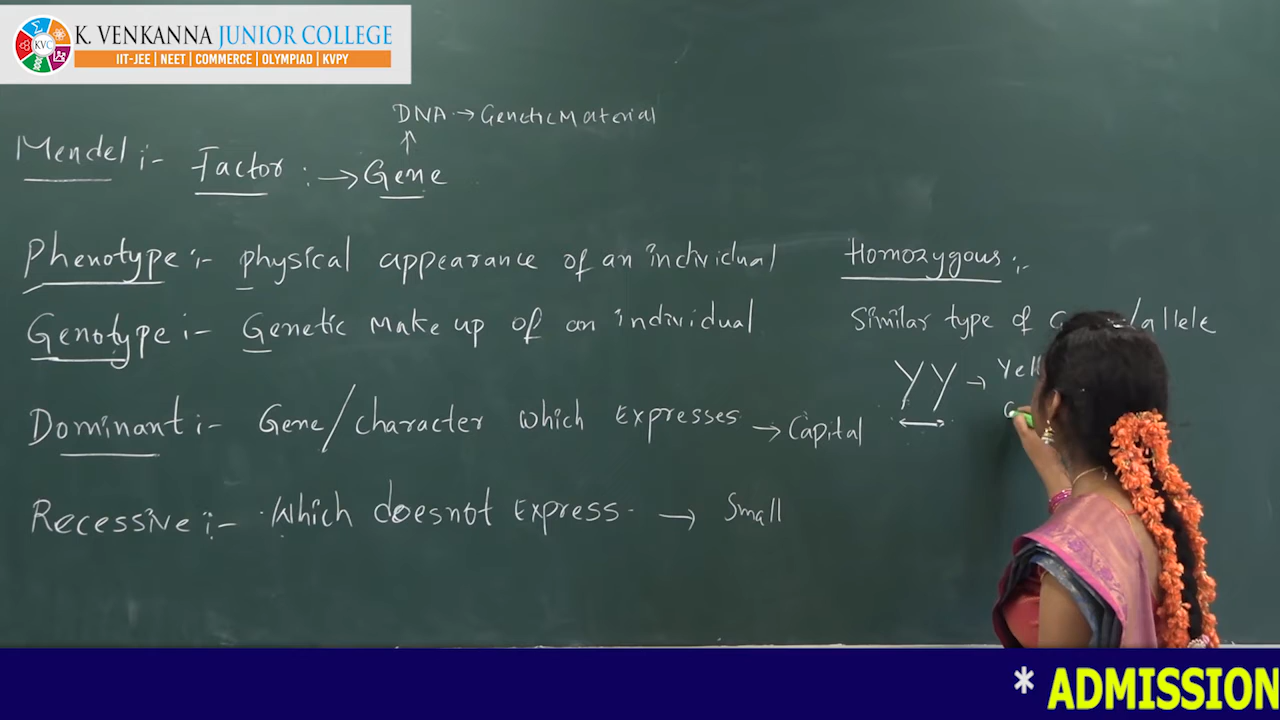 K. VENKANNA JUNIOR COLLEGE
KVC
IIT-JEE | NEET | COMMERCE | OLYMPIAD | KVPY
DNA → Genetic Material
Mendel :- Factor : → Gene
Phenotype :- physical appearance of an individual
Genotype :- Genetic Make up of an individual
Dominant :- Gene/character which expresses → Capital
Recessive :- Which doesnot Express → Small
Homozygous :-
Similar type of /allele
YY → Yell
* ADMISSION